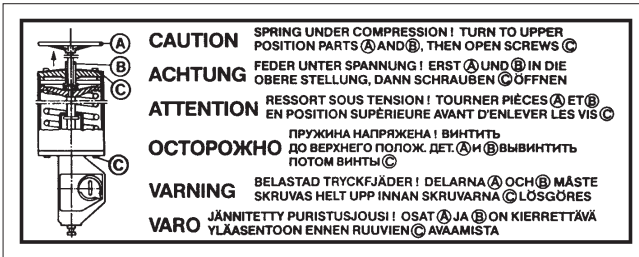 A
B
C
C
CAUTION SPRING UNDER COMPRESSION! TURN TO UPPER
POSITION PARTS Ⓐ AND Ⓑ, THEN OPEN SCREWS Ⓒ
ACHTUNG FEDER UNTER SPANNUNG! ERST Ⓐ UND Ⓑ IN DIE
OBERE STELLUNG, DANN SCHRAUBEN Ⓒ ÖFFNEN
ATTENTION RESSORT SOUS TENSION! TOURNER PIÈCES Ⓐ ET Ⓑ
EN POSITION SUPÈRIEURE AVANT D'ENLEVER LES VIS Ⓒ
ОСТОРОЖНО ПРУЖИНА НАПРЯЖЕНА! ВИНТИТЬ
ДО ВЕРХНЕГО ПОЛОЖ. ДЕТ. Ⓐ И Ⓑ ВЫВИНТИТЬ
ПОТОМ ВИНТЫ Ⓒ
VARNING BELASTAD TRYCKFJÄDER! DELARNA Ⓐ OCH Ⓑ MÅSTE
SKRUVAS HELT UPP INNAN SKRUVARNA Ⓒ LÖSGÖRES
VARO JÄNNITETTY PURISTUSJOUSI! OSAT Ⓐ JA Ⓑ ON KIERRETTÄVÄ
YLÄASENTOON ENNEN RUUVIEN Ⓒ AVAAMISTA